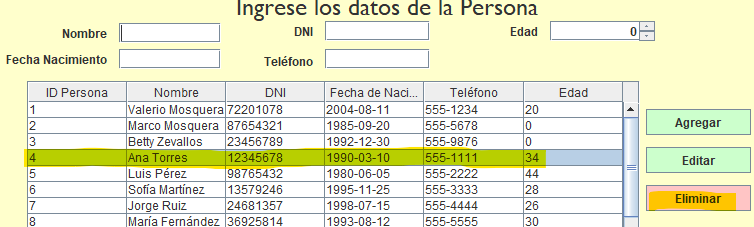 Ingrese los datos de la Persona
Nombre DNI Edad 0
Fecha Nacimiento Teléfono
ID Persona Nombre DNI Fecha de Naci... Teléfono Edad
1 Valerio Mosquera 72201078 2004-08-11 555-1234 20
2 Marco Mosquera 87654321 1985-09-20 555-5678 0
3 Betty Zevallos 23456789 1992-12-30 555-9876 0
4 Ana Torres 12345678 1990-03-10 555-1111 34
5 Luis Pérez 98765432 1980-06-05 555-2222 44
6 Sofía Martínez 13579246 1995-11-25 555-3333 28
7 Jorge Ruiz 24681357 1998-07-15 555-4444 26
8 María Fernández 36925814 1993-08-12 555-5555 30
Agregar
Editar
Eliminar